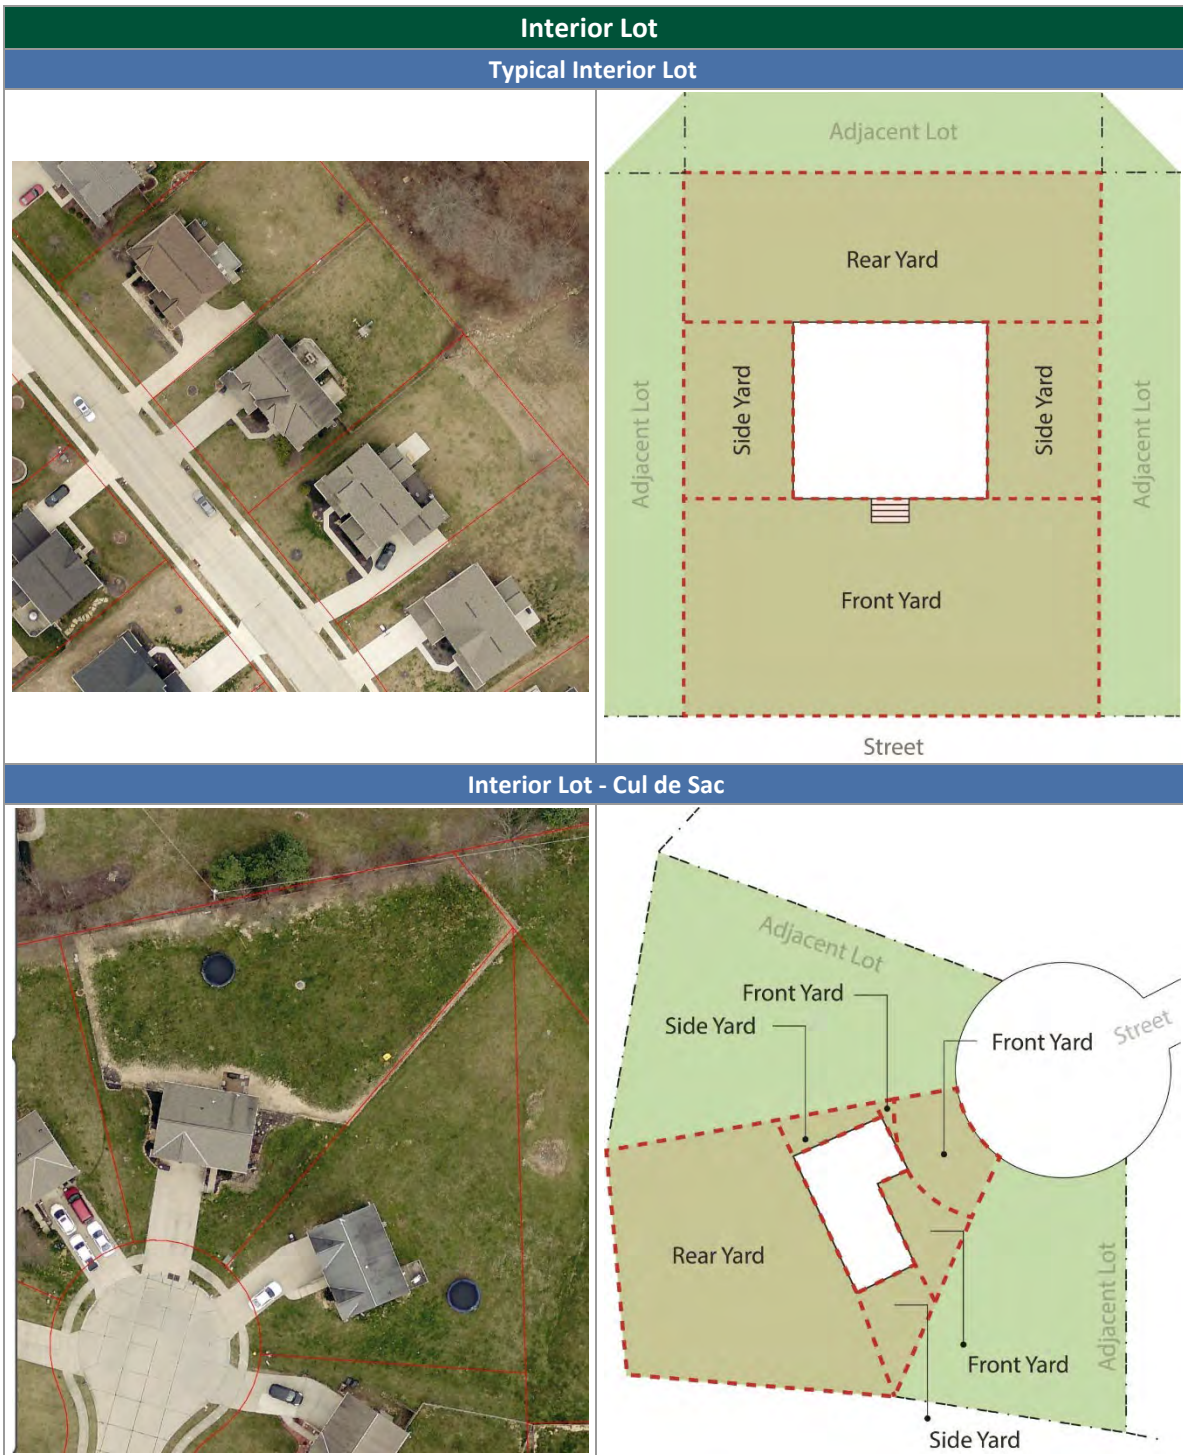 Interior Lot
Typical Interior Lot
Adjacent Lot
Rear Yard
Adjacent Lot
Side Yard
Side Yard
Adjacent Lot
Front Yard
Street
Interior Lot - Cul de Sac
Adjacent Lot
Front Yard
Side Yard
Front Yard
Street
Rear Yard
Adjacent Lot
Front Yard
Side Yard